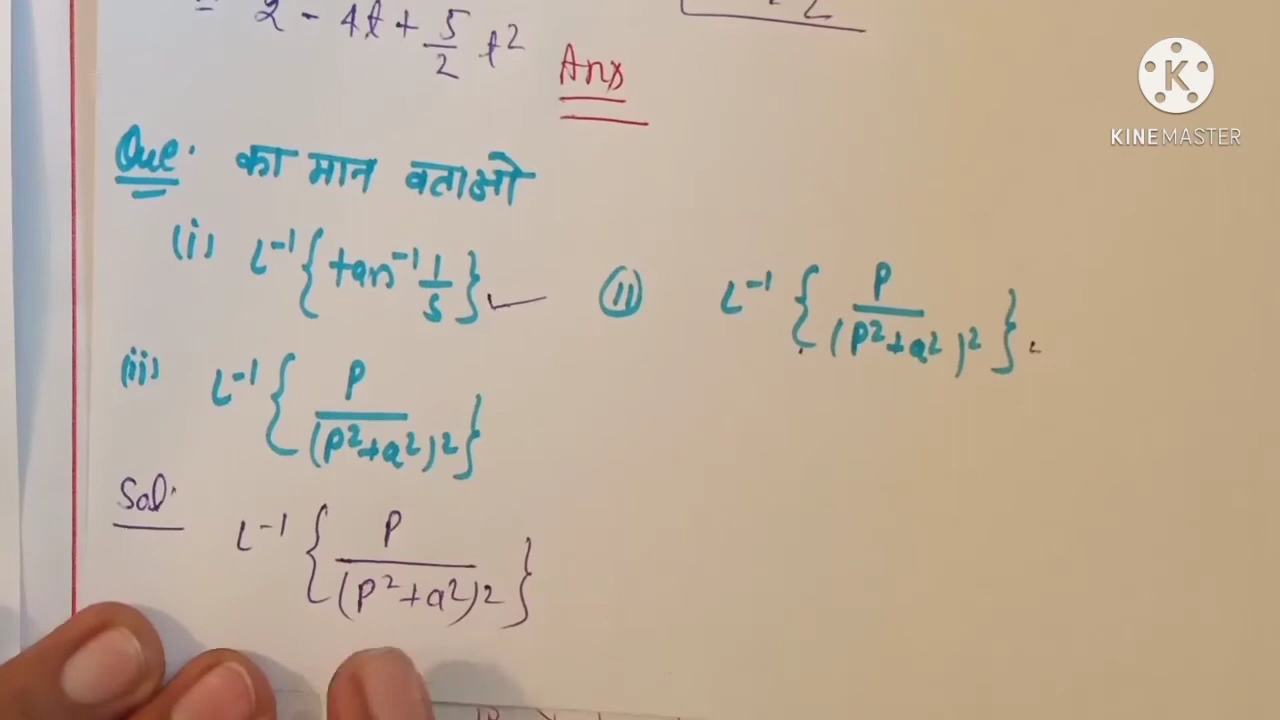 2 - 4t + 5/2 t²
Ans
Que. का मान बताओ
(i) L⁻¹{tan⁻¹ 1/s}
(ii) L⁻¹{p/(p²+a²)²}
(iii) L⁻¹{p/(p²+a²)²}
Sol.
L⁻¹{p/(p²+a²)2}
K
KINEMASTER